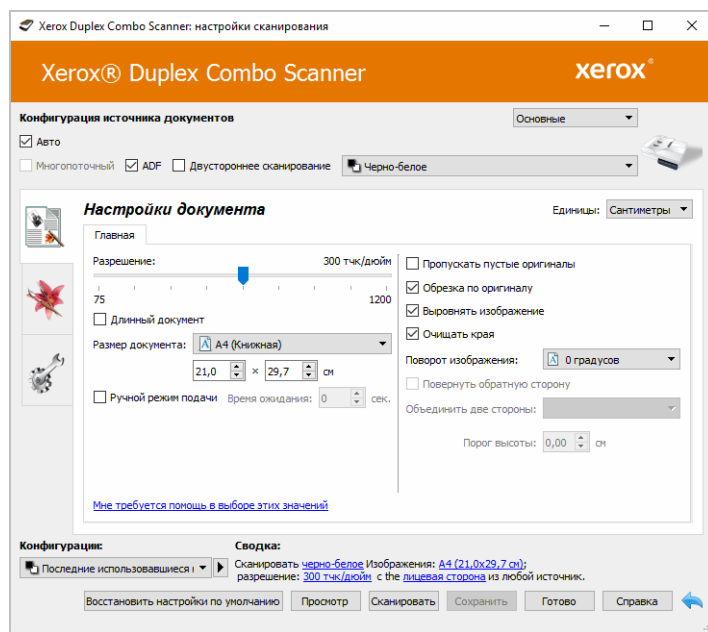 Xerox Duplex Combo Scanner: настройки сканирования
Xerox® Duplex Combo Scanner
xerox®
Конфигурация источника документов
Основные
Авто
Многопоточный ADF Двустороннее сканирование Черно-белое
Настройки документа
Единицы: Сантиметры
Главная
Разрешение: 300 тчк/дюйм
75 1200
Длинный документ
Размер документа: A4 (Книжная)
21,0 × 29,7 см
Ручной режим подачи Время ожидания: 0 сек.
Мне требуется помощь в выборе этих значений
Пропускать пустые оригиналы
Обрезка по оригиналу
Выровнять изображение
Очищать края
Поворот изображения: 0 градусов
Повернуть обратную сторону
Объединить две стороны:
Порог высоты: 0,00 см
Конфигурации:
Последние использовавшиеся
Сводка:
Сканировать черно-белое Изображения: A4 (21,0x29,7 см);
разрешение: 300 тчк/дюйм с the лицевая сторона из любой источник.
Восстановить настройки по умолчанию Просмотр Сканировать Сохранить Готово Справка